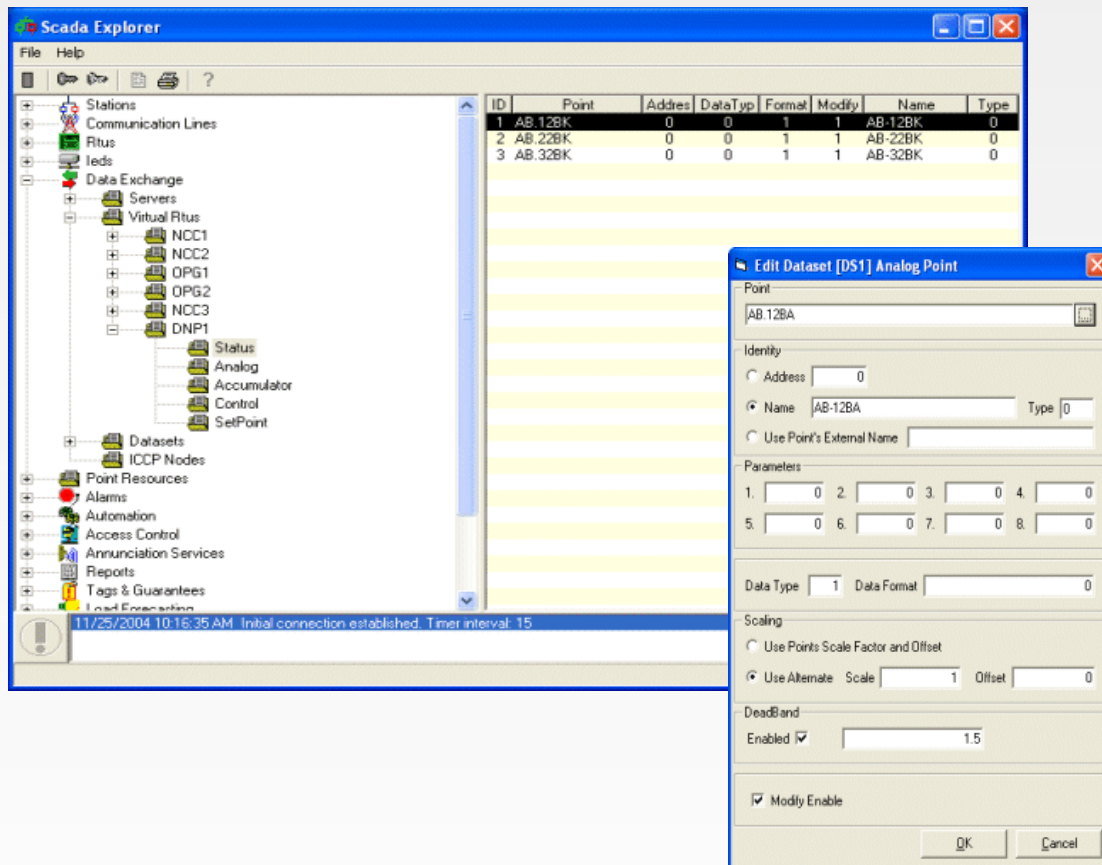 Scada Explorer
File Help
?
ID Point Addres DataTyp Format Modify Name Type
1 AB.12BK 0 0 1 1 AB-12BK 0
2 AB.22BK 0 0 1 1 AB-22BK 0
3 AB.32BK 0 0 1 1 AB-32BK 0
Stations
Communication Lines
Rtus
Ieds
Data Exchange
Servers
Virtual Rtus
NCC1
NCC2
OPG1
OPG2
NCC3
DNP1
Status
Analog
Accumulator
Control
SetPoint
Datasets
ICCP Nodes
Point Resources
Alarms
Automation
Access Control
Annunciation Services
Reports
Tags & Guarantees
Load Forecasting
11/25/2004 10:16:35 AM Initial connection established. Timer interval: 15
Edit Dataset [DS1] Analog Point
Point
AB.12BA
Identity
Address 0
Name AB-12BA Type 0
Use Point's External Name
Parameters
1. 0 2. 0 3. 0 4. 0
5. 0 6. 0 7. 0 8. 0
Data Type 1 Data Format 0
Scaling
Use Points Scale Factor and Offset
Use Alternate Scale 1 Offset 0
DeadBand
Enabled 1.5
Modify Enable
OK Cancel